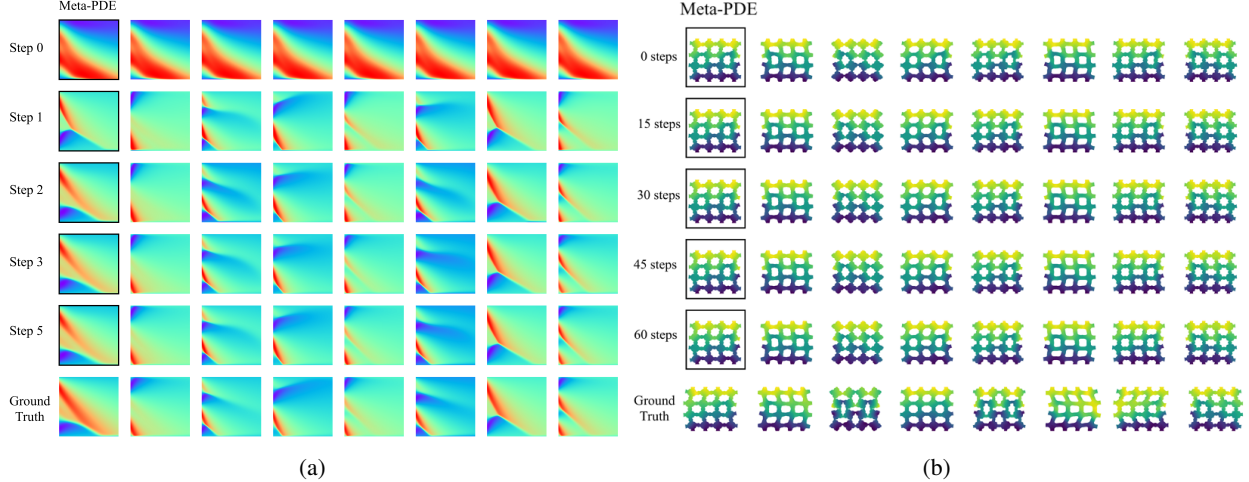 Meta-PDE
Step 0
Step 1
Step 2
Step 3
Step 5
Ground
Truth
(a)
Meta-PDE
0 steps
15 steps
30 steps
45 steps
60 steps
Ground
Truth
(b)